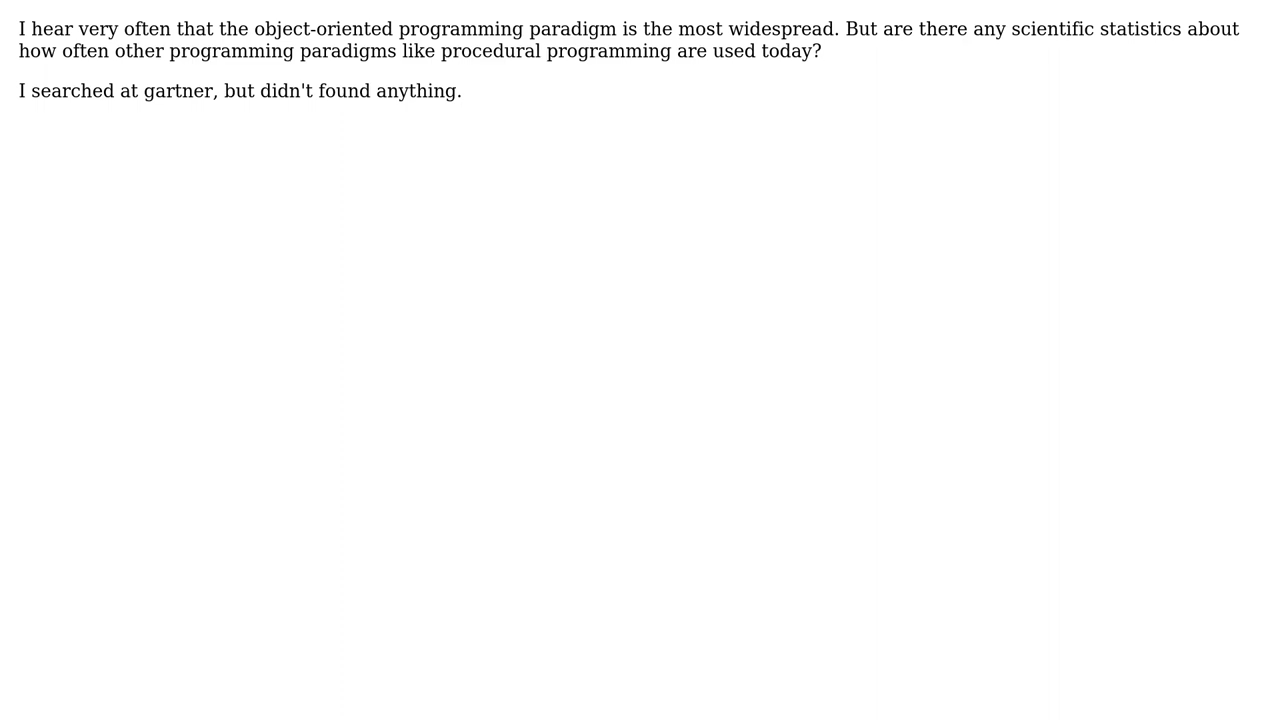 I hear very often that the object-oriented programming paradigm is the most widespread. But are there any scientific statistics about
how often other programming paradigms like procedural programming are used today?
I searched at gartner, but didn't found anything.